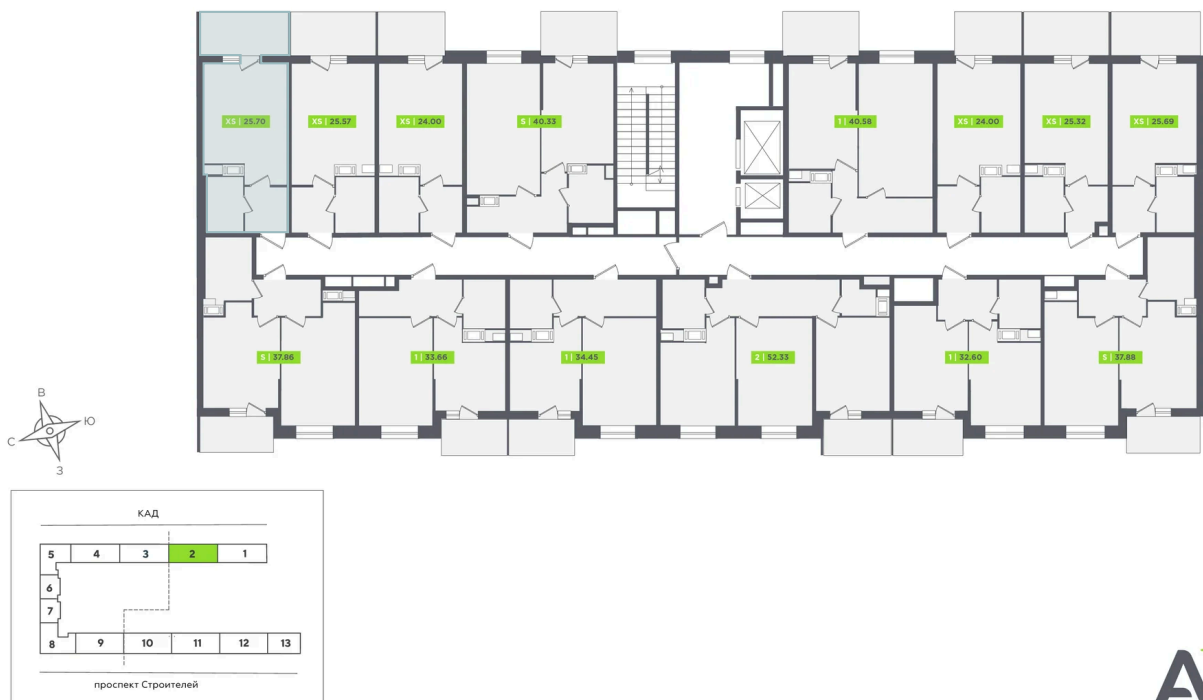 XS | 25.70
XS | 25.57
XS | 24.00
S | 40.33
1 | 40.58
XS | 24.00
XS | 25.32
XS | 25.69
S | 37.86
1 | 33.66
1 | 34.45
2 | 52.33
1 | 32.60
S | 37.88
В
Ю
С
З
КАД
5 4 3 2 1
6
7
8 9 10 11 12 13
проспект Строителей
А